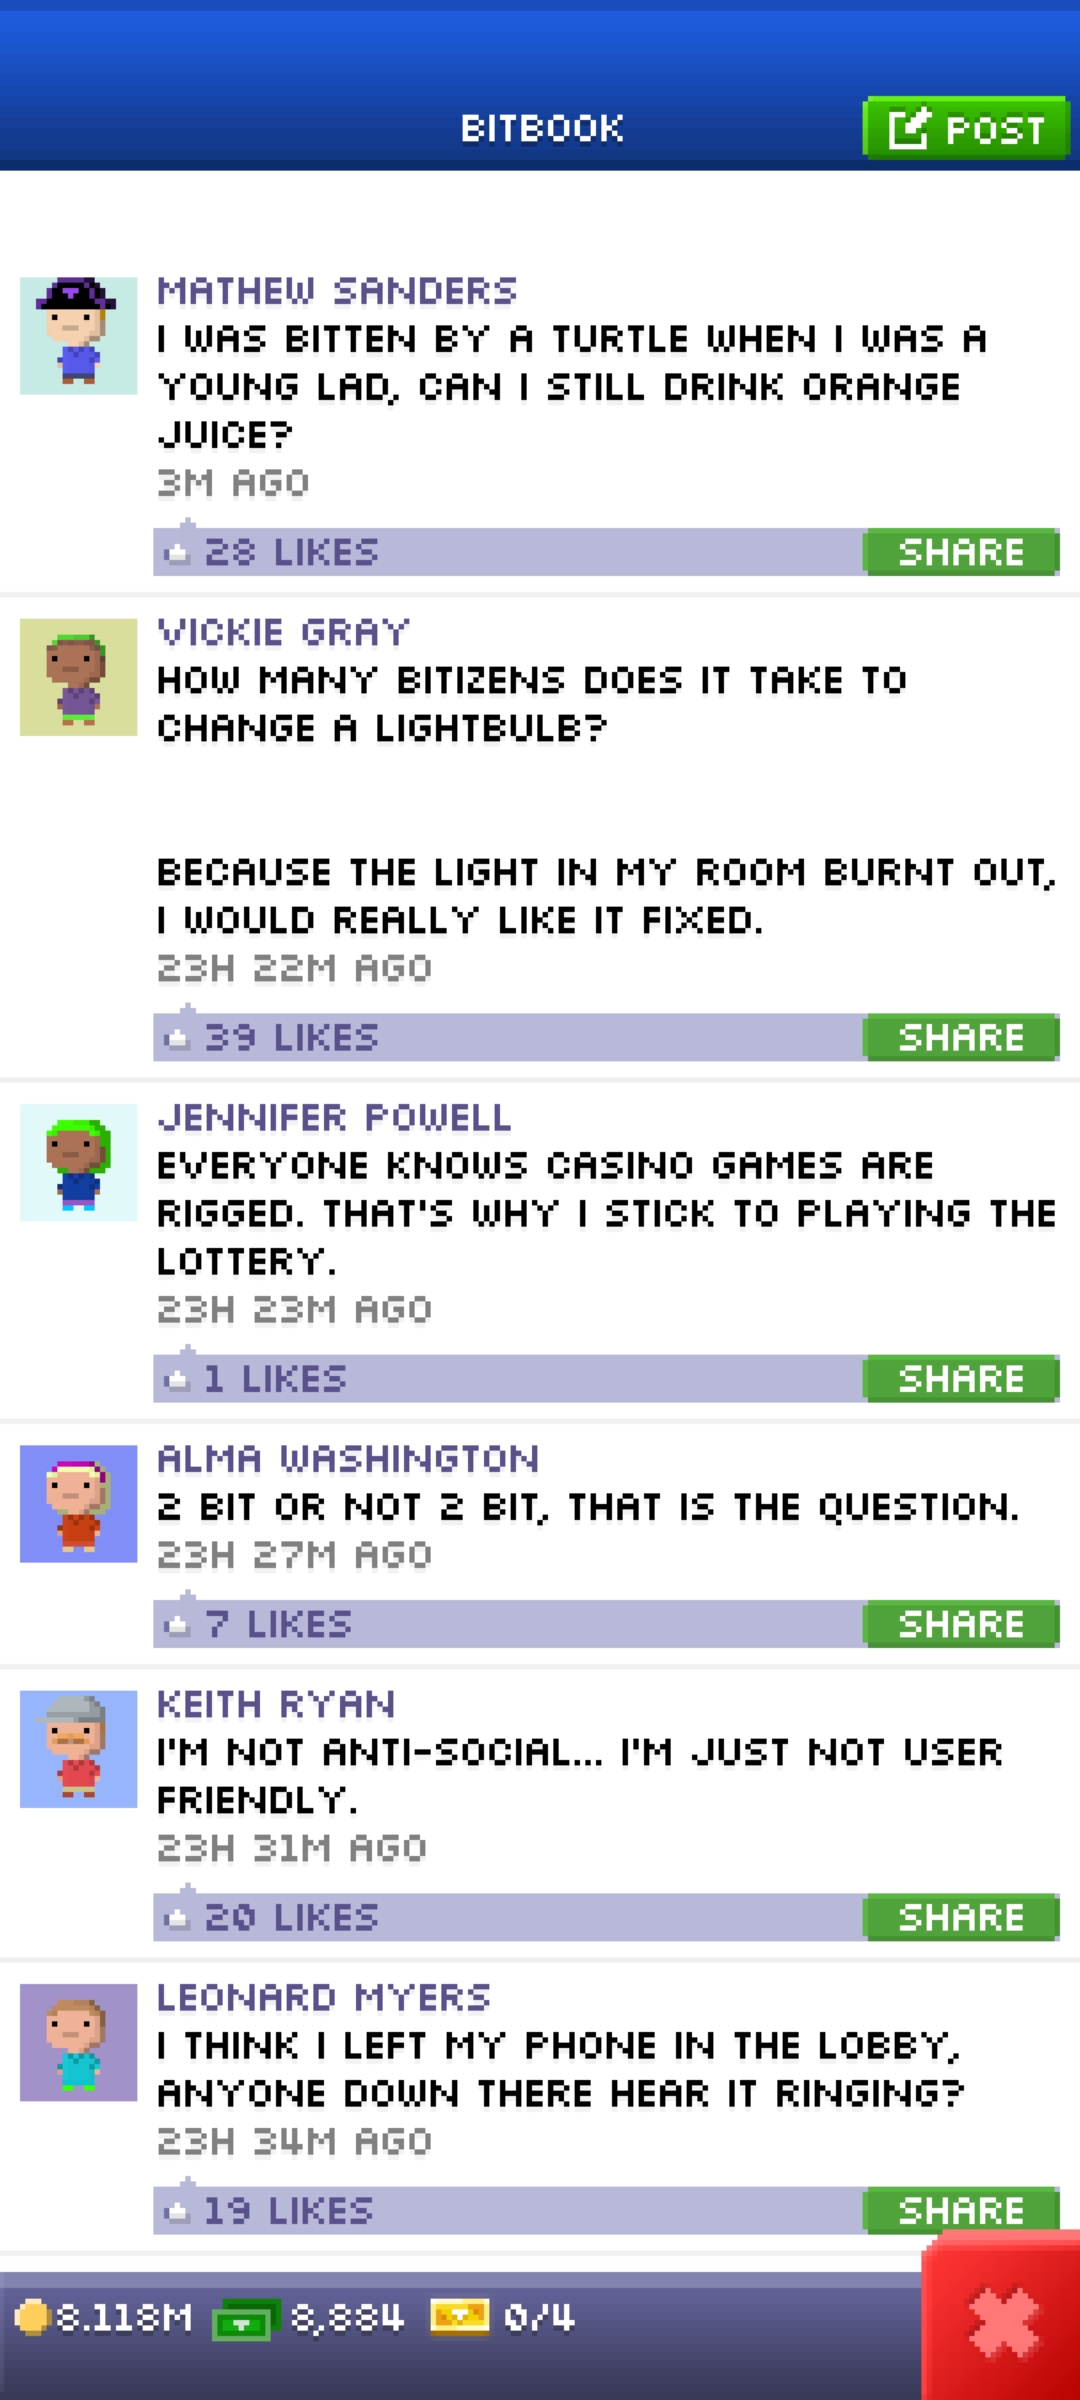 BITBOOK
POST
MATHEW SANDERS
I WAS BITTEN BY A TURTLE WHEN I WAS A
YOUNG LAD, CAN I STILL DRINK ORANGE
JUICE?
3M AGO
28 LIKES
SHARE
VICKIE GRAY
HOW MANY BITIZENS DOES IT TAKE TO
CHANGE A LIGHTBULB?
BECAUSE THE LIGHT IN MY ROOM BURNT OUT,
I WOULD REALLY LIKE IT FIXED.
23H 22M AGO
39 LIKES
SHARE
JENNIFER POWELL
EVERYONE KNOWS CASINO GAMES ARE
RIGGED. THAT'S WHY I STICK TO PLAYING THE
LOTTERY.
23H 23M AGO
1 LIKES
SHARE
ALMA WASHINGTON
2 BIT OR NOT 2 BIT, THAT IS THE QUESTION.
23H 27M AGO
7 LIKES
SHARE
KEITH RYAN
I'M NOT ANTI-SOCIAL... I'M JUST NOT USER
FRIENDLY.
23H 31M AGO
20 LIKES
SHARE
LEONARD MYERS
I THINK I LEFT MY PHONE IN THE LOBBY,
ANYONE DOWN THERE HEAR IT RINGING?
23H 34M AGO
19 LIKES
SHARE
8.118M 8,884 0/4